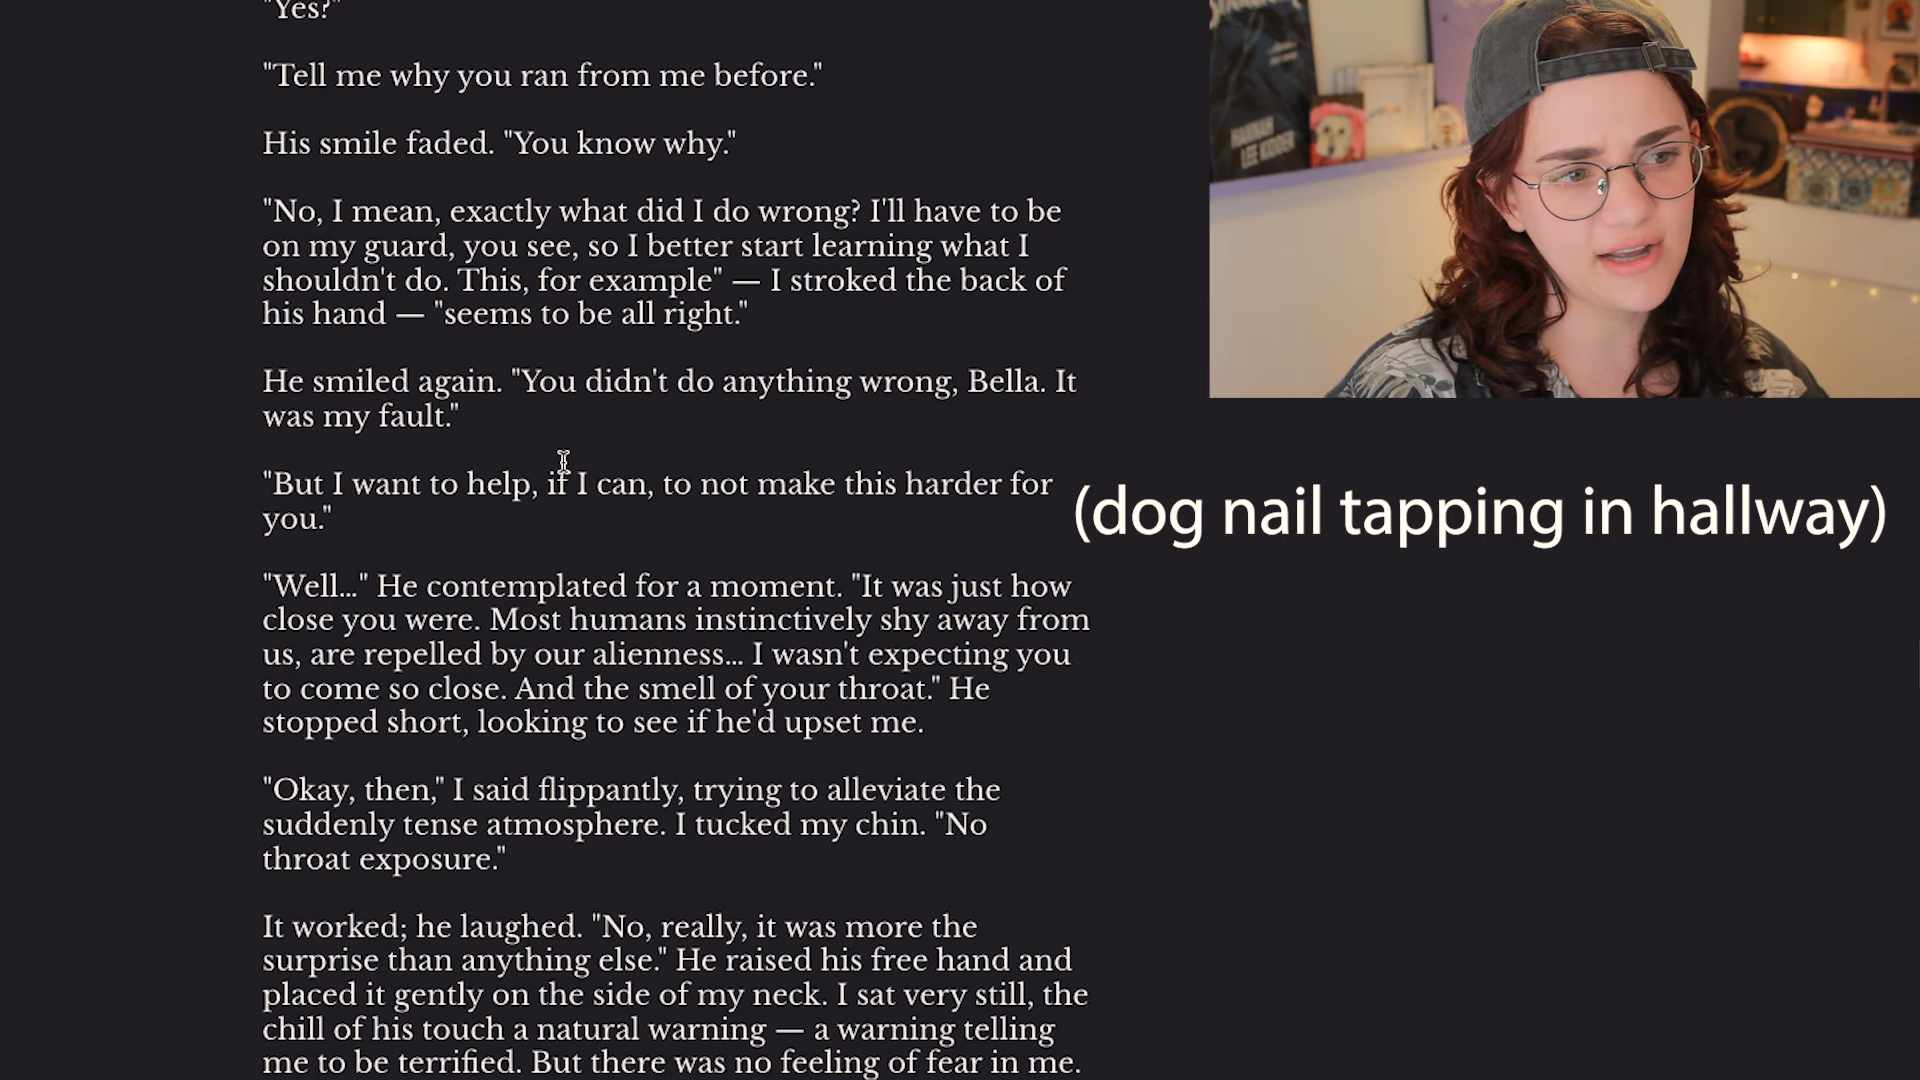 "Yes?"
"Tell me why you ran from me before."
His smile faded. "You know why."
"No, I mean, exactly what did I do wrong? I'll have to be
on my guard, you see, so I better start learning what I
shouldn't do. This, for example" — I stroked the back of
his hand — "seems to be all right."
He smiled again. "You didn't do anything wrong, Bella. It
was my fault."
"But I want to help, if I can, to not make this harder for
you."
"Well…" He contemplated for a moment. "It was just how
close you were. Most humans instinctively shy away from
us, are repelled by our alienness… I wasn't expecting you
to come so close. And the smell of your throat." He
stopped short, looking to see if he'd upset me.
"Okay, then," I said flippantly, trying to alleviate the
suddenly tense atmosphere. I tucked my chin. "No
throat exposure."
It worked; he laughed. "No, really, it was more the
surprise than anything else." He raised his free hand and
placed it gently on the side of my neck. I sat very still, the
chill of his touch a natural warning — a warning telling
me to be terrified. But there was no feeling of fear in me.
HANNAH
LEE KIDDER
(dog nail tapping in hallway)